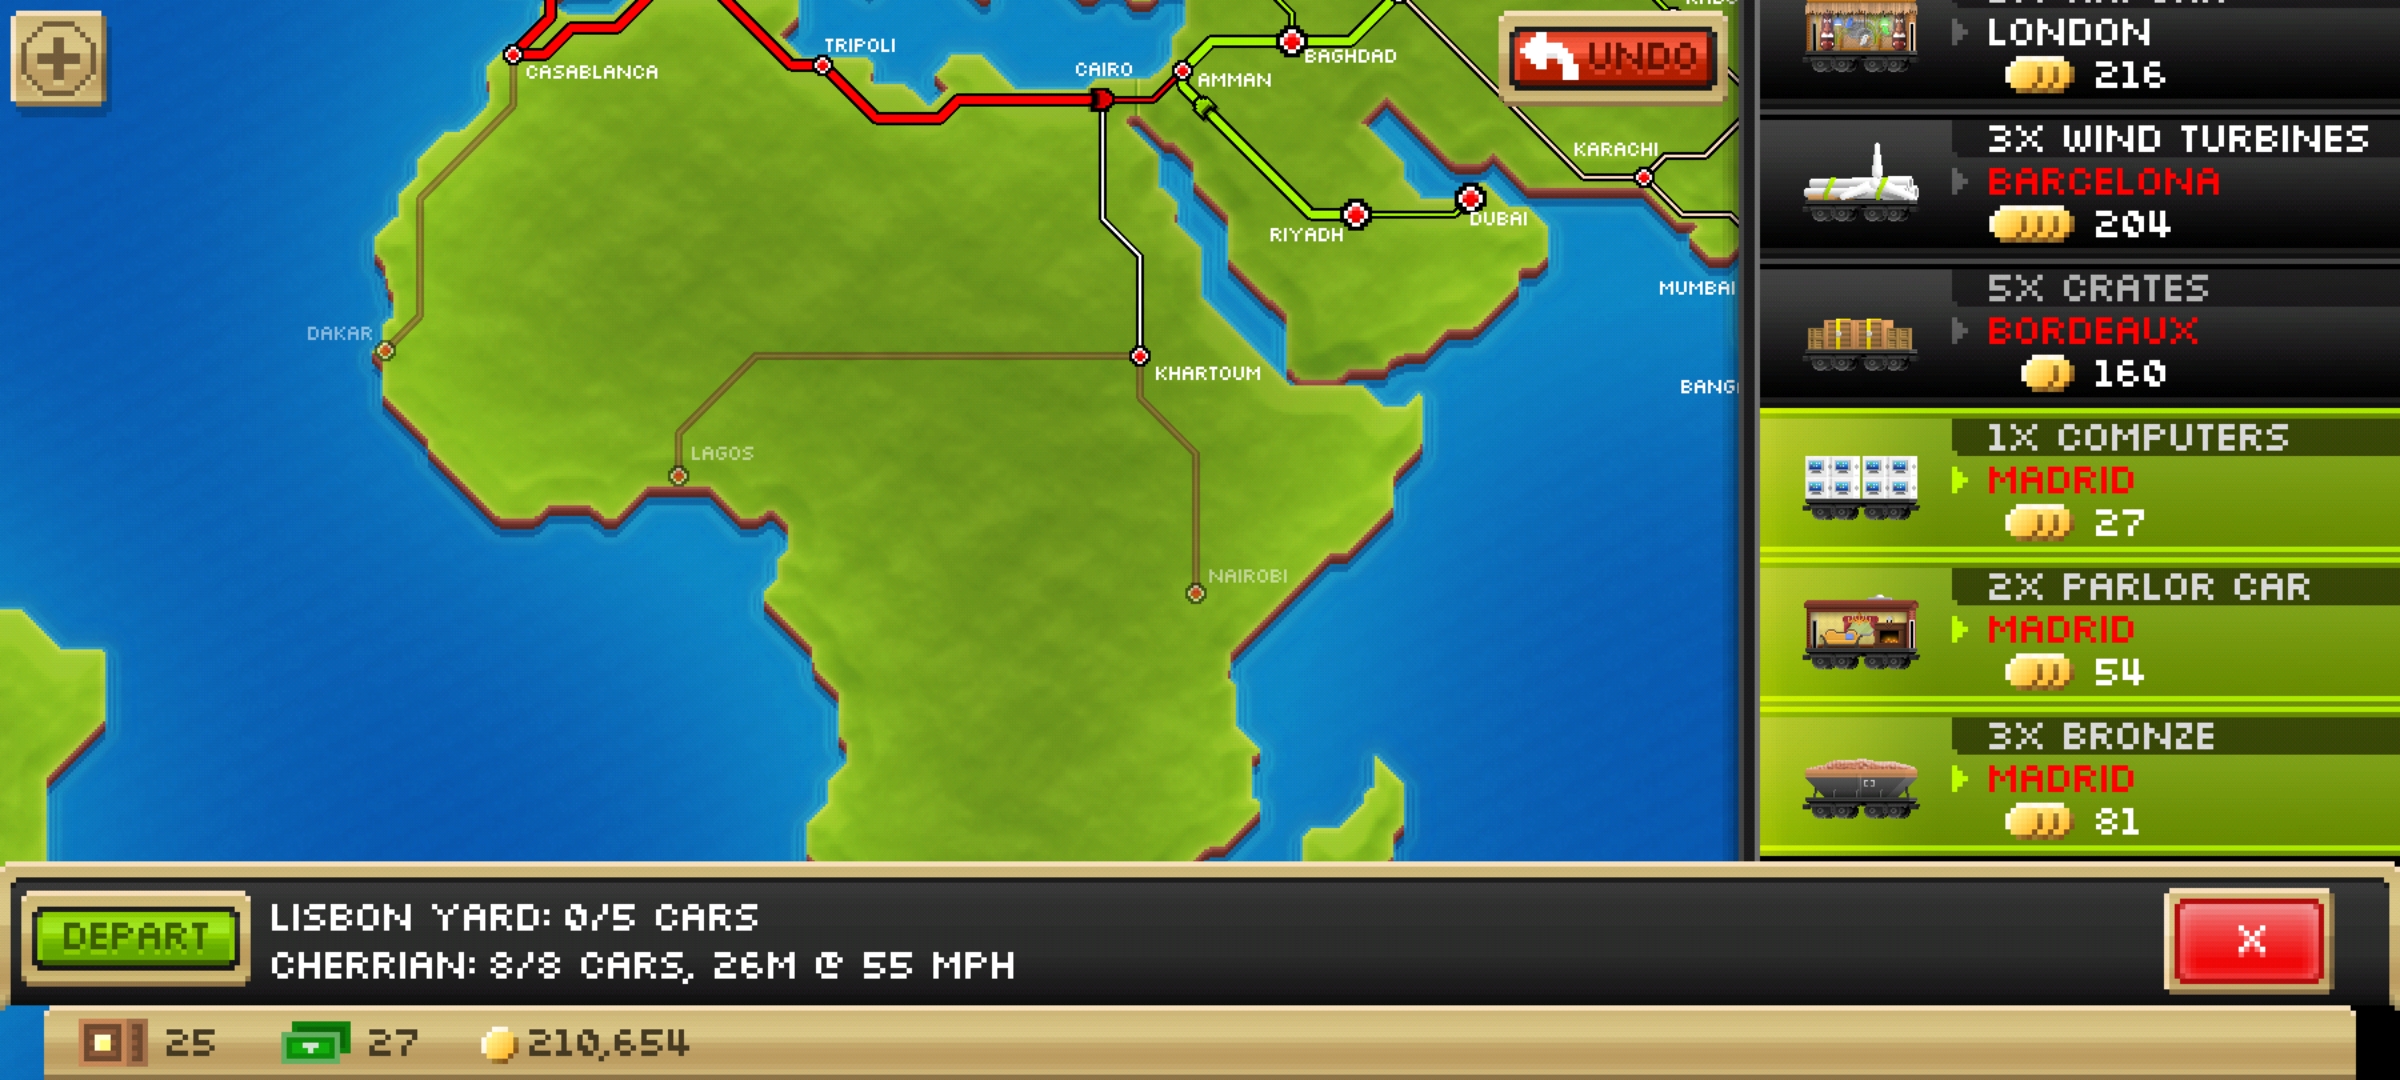 CASABLANCA
TRIPOLI
CAIRO
AMMAN
BAGHDAD
UNDO
KARACHI
RIYADH
DUBAI
DAKAR
MUMBAI
KHARTOUM
LAGOS
NAIROBI
LONDON
216
3X WIND TURBINES
BARCELONA
204
5X CRATES
BORDEAUX
160
1X COMPUTERS
MADRID
27
2X PARLOR CAR
MADRID
54
3X BRONZE
MADRID
81
DEPART
LISBON YARD: 0/5 CARS
CHERRIAN: 8/8 CARS, 26M @ 55 MPH
X
25
27
210,654